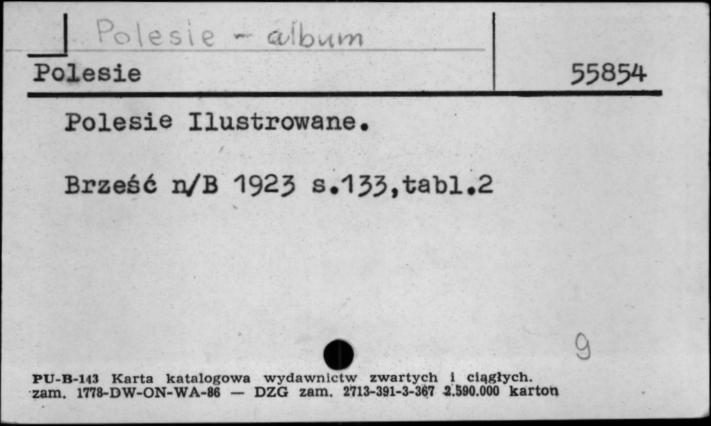 Polesie - album
Polesie 55854
Polesie Ilustrowane.
Brześć n/B 1923 s.133,tabl.2
9
PU-B-143 Karta katalogowa wydawnictw zwartych i ciągłych.
zam. 1778-DW-ON-WA-86 — DZG zam. 2713-391-3-367 2.590.000 karton